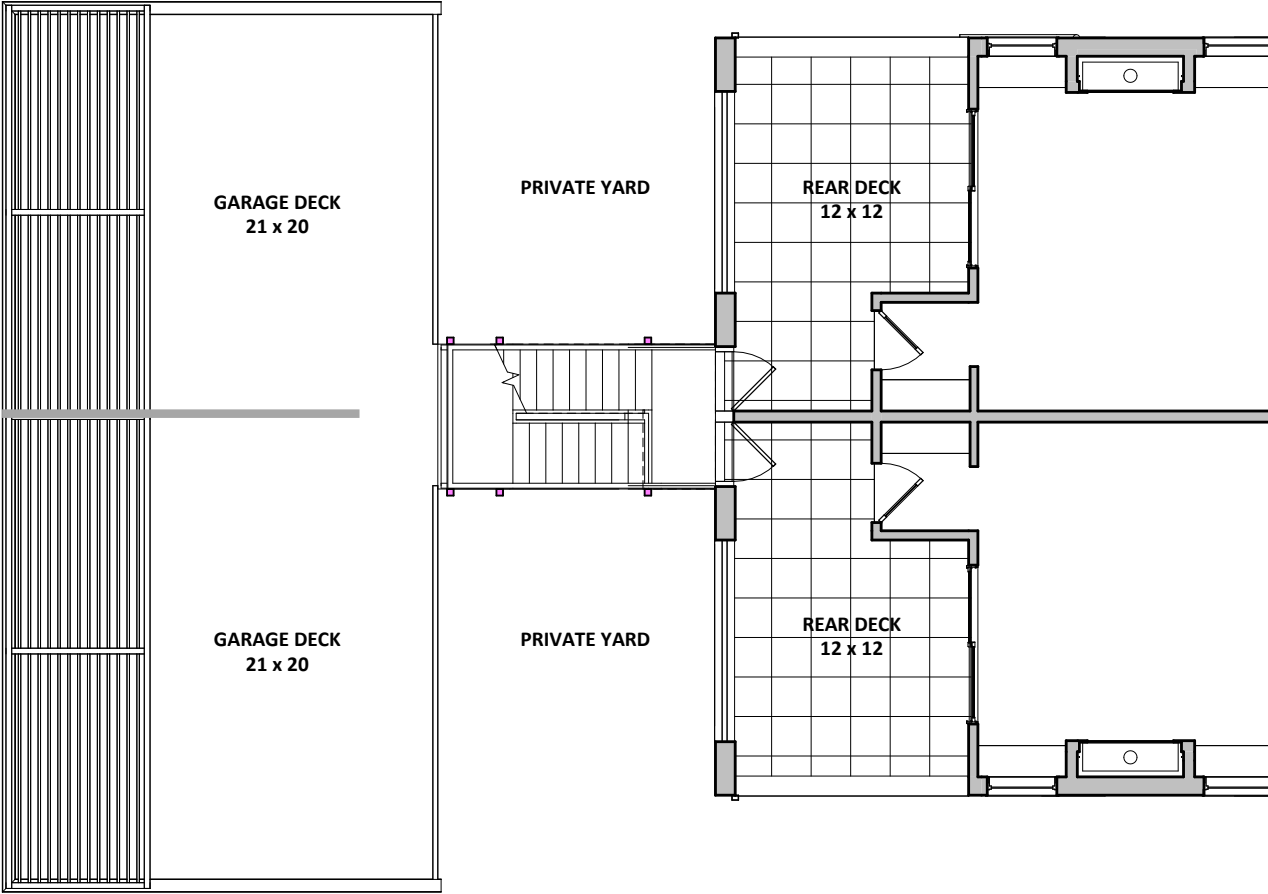 GARAGE DECK
21 x 20
PRIVATE YARD
REAR DECK
12 x 12
GARAGE DECK
21 x 20
PRIVATE YARD
REAR DECK
12 x 12